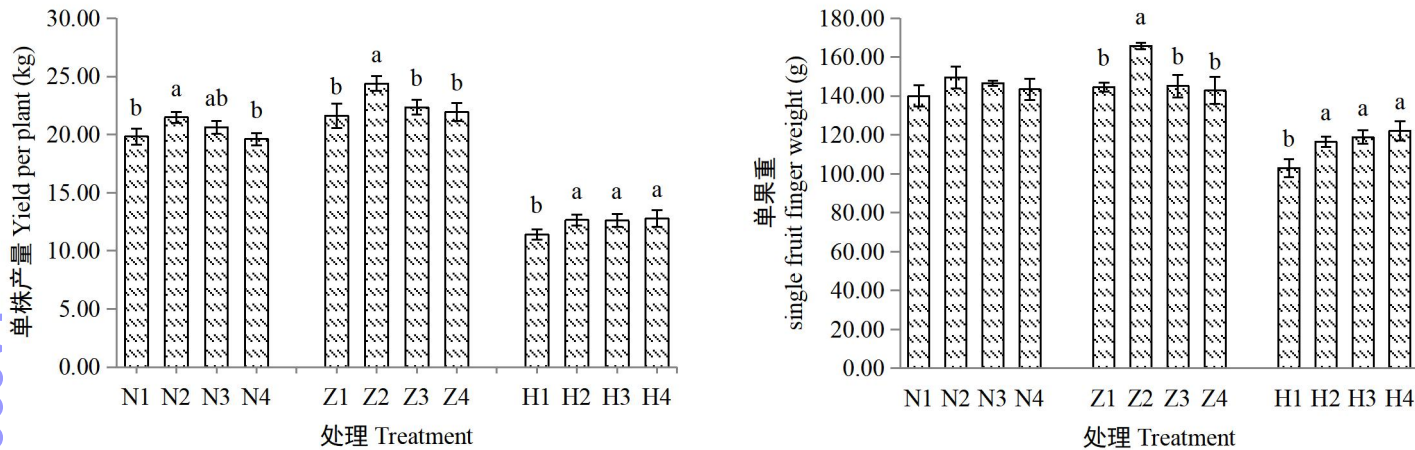 30.00
25.00
20.00
15.00
10.00
5.00
0.00
单株产量 Yield per plant (kg)
b a ab b
b a b b
b a a a
N1 N2 N3 N4 Z1 Z2 Z3 Z4 H1 H2 H3 H4
处理 Treatment
180.00
160.00
140.00
120.00
100.00
80.00
60.00
40.00
20.00
0.00
单果重
single fruit finger weight (g)
b a b b
b a a a
N1 N2 N3 N4 Z1 Z2 Z3 Z4 H1 H2 H3 H4
处理 Treatment